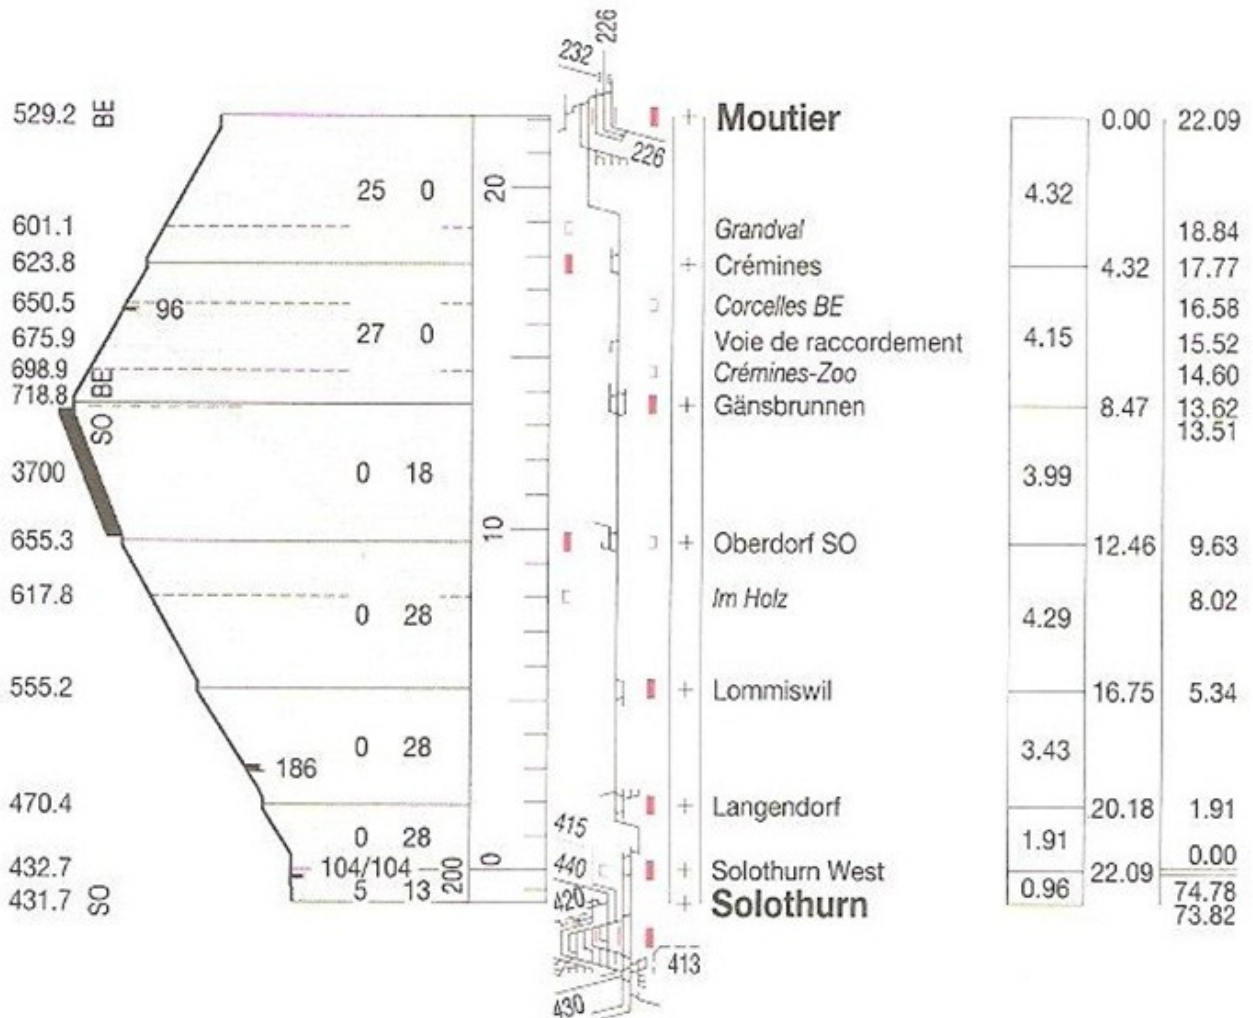 226
232
529.2 BE Moutier 0.00 22.09
226
25 0 20 4.32
601.1 Grandval 18.84
623.8 Crémines 4.32 17.77
650.5 96 Corcelles BE 16.58
675.9 27 0 Voie de raccordement 4.15 15.52
698.9 BE Crémines-Zoo 14.60
718.8 Gänsbrunnen 8.47 13.62
SO 13.51
3700 0 18 3.99
10
655.3 Oberdorf SO 12.46 9.63
617.8 Im Holz 8.02
0 28 4.29
555.2 Lommiswil 16.75 5.34
0 28 3.43
186
470.4 Langendorf 20.18 1.91
0 28 415 1.91
0 0.00
432.7 104/104 200 440 Solothurn West 22.09
5 13 420 0.96 74.78
431.7 SO Solothurn 73.82
413
430